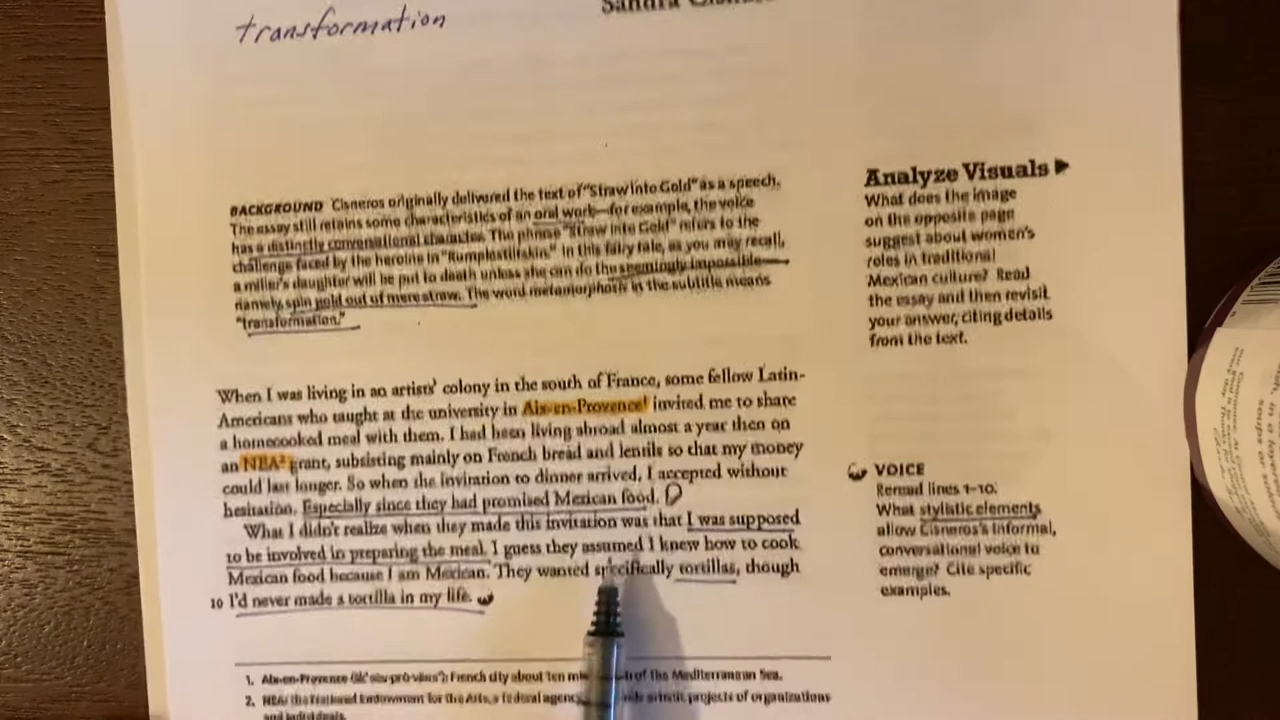 transformation
Sandra
BACKGROUND Cisneros originally delivered the text of "Straw into Gold" as a speech.
The essay still retains some characteristics of an oral work—for example, the voice
has a distinctly conversational character. The phrase "Straw into Gold" refers to the
challenge faced by the heroine in "Rumplestiltskin." In this fairy tale, as you may recall,
a miller's daughter will be put to death unless she can do the seemingly impossible—
namely, spin gold out of mere straw. The word metamorphosis in the subtitle means
"transformation."
When I was living in an artists' colony in the south of France, some fellow Latin-
Americans who taught at the university in Aix-en-Provence¹ invited me to share
a homecooked meal with them. I had been living abroad almost a year then on
an NEA² grant, subsisting mainly on French bread and lentils so that my money
could last longer. So when the invitation to dinner arrived, I accepted without
hesitation. Especially since they had promised Mexican food.
What I didn't realize when they made this invitation was that I was supposed
to be involved in preparing the meal. I guess they assumed I knew how to cook
Mexican food because I am Mexican. They wanted specifically tortillas, though
10 I'd never made a tortilla in my life.
Analyze Visuals ▶
What does the image
on the opposite page
suggest about women's
roles in traditional
Mexican culture? Read
the essay and then revisit
your answer, citing details
from the text.
VOICE
Reread lines 1–10.
What stylistic elements
allow Cisneros's informal,
conversational voice to
emerge? Cite specific
examples.
1. Aix-en-Provence French city about ten of the Mediterranean Sea.
2. NEA: the National Endowment for the Arts, a federal artistic projects of organizations
and individuals.
soups or